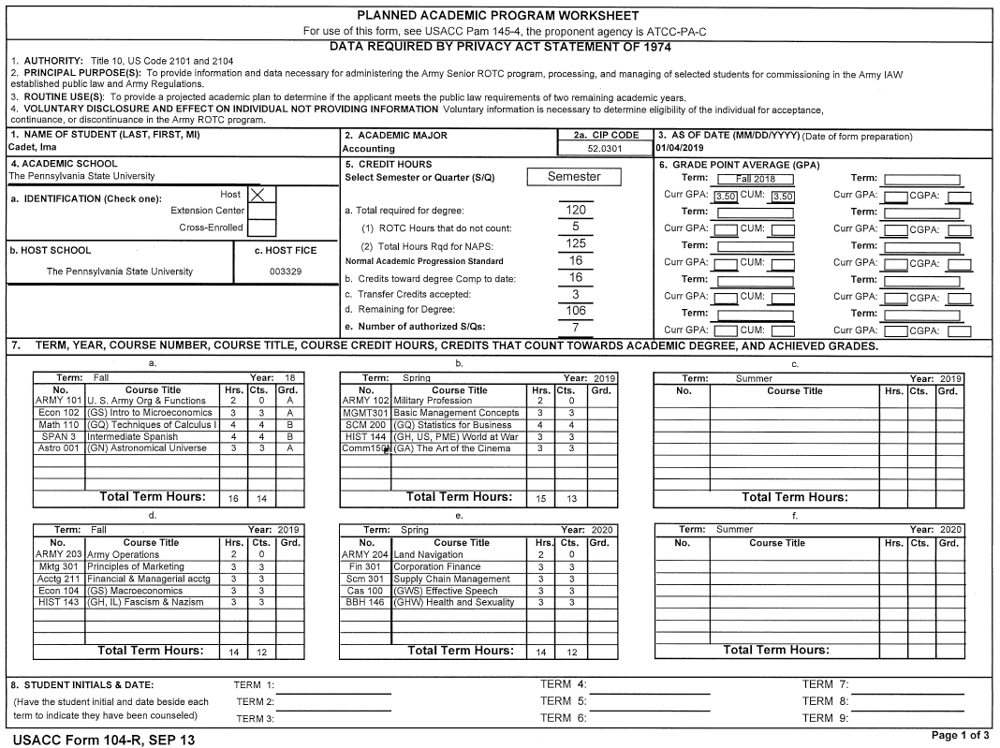 PLANNED ACADEMIC PROGRAM WORKSHEET
For use of this form, see USACC Pam 145-4, the proponent agency is ATCC-PA-C
DATA REQUIRED BY PRIVACY ACT STATEMENT OF 1974
1. AUTHORITY: Title 10, US Code 2101 and 2104
2. PRINCIPAL PURPOSE(S): To provide information and data necessary for administering the Army Senior ROTC program, processing, and managing of selected students for commissioning in the Army IAW
established public law and Army Regulations.
3. ROUTINE USE(S): To provide a projected academic plan to determine if the applicant meets the public law requirements of two remaining academic years.
4. VOLUNTARY DISCLOSURE AND EFFECT ON INDIVIDUAL NOT PROVIDING INFORMATION Voluntary information is necessary to determine eligibility of the individual for acceptance,
continuance, or discontinuance in the Army ROTC program.
1. NAME OF STUDENT (LAST, FIRST, MI)
Cadet, Ima
2. ACADEMIC MAJOR
Accounting
2a. CIP CODE
52.0301
3. AS OF DATE (MM/DD/YYYY) (Date of form preparation)
01/04/2019
4. ACADEMIC SCHOOL
The Pennsylvania State University
a. IDENTIFICATION (Check one):
Host X
Extension Center
Cross-Enrolled
b. HOST SCHOOL
The Pennsylvania State University
c. HOST FICE
003329
5. CREDIT HOURS
Select Semester or Quarter (S/Q) Semester
a. Total required for degree: 120
(1) ROTC Hours that do not count: 5
(2) Total Hours Rqd for NAPS: 125
Normal Academic Progression Standard 16
b. Credits toward degree Comp to date: 16
c. Transfer Credits accepted: 3
d. Remaining for Degree: 106
e. Number of authorized S/Qs: 7
6. GRADE POINT AVERAGE (GPA)
Term: Fall 2018 Term:
Curr GPA: 3.50 CUM: 3.50 Curr GPA: CGPA:
Term: Term:
Curr GPA: CUM: Curr GPA: CGPA:
Term: Term:
Curr GPA: CUM: Curr GPA: CGPA:
Term: Term:
Curr GPA: CUM: Curr GPA: CGPA:
Term: Term:
Curr GPA: CUM: Curr GPA: CGPA:
7. TERM, YEAR, COURSE NUMBER, COURSE TITLE, COURSE CREDIT HOURS, CREDITS THAT COUNT TOWARDS ACADEMIC DEGREE, AND ACHIEVED GRADES.
a.
Term: Fall Year: 18
No. Course Title Hrs. Cts. Grd.
ARMY 101 U. S. Army Org & Functions 2 0 A
Econ 102 (GS) Intro to Microeconomics 3 3 A
Math 110 (GQ) Techniques of Calculus I 4 4 B
SPAN 3 Intermediate Spanish 4 4 B
Astro 001 (GN) Astronomical Universe 3 3 A
Total Term Hours: 16 14
b.
Term: Spring Year: 2019
No. Course Title Hrs. Cts. Grd.
ARMY 102 Military Profession 2 0
MGMT301 Basic Management Concepts 3 3
SCM 200 (GQ) Statistics for Business 4 4
HIST 144 (GH, US, PME) World at War 3 3
Comm150 (GA) The Art of the Cinema 3 3
Total Term Hours: 15 13
c.
Term: Summer Year: 2019
No. Course Title Hrs. Cts. Grd.
Total Term Hours:
d.
Term: Fall Year: 2019
No. Course Title Hrs. Cts. Grd.
ARMY 203 Army Operations 2 0
Mktg 301 Principles of Marketing 3 3
Acctg 211 Financial & Managerial acctg 3 3
Econ 104 (GS) Macroeconomics 3 3
HIST 143 (GH, IL) Fascism & Nazism 3 3
Total Term Hours: 14 12
e.
Term: Spring Year: 2020
No. Course Title Hrs. Cts. Grd.
ARMY 204 Land Navigation 2 0
Fin 301 Corporation Finance 3 3
Scm 301 Supply Chain Management 3 3
Cas 100 (GWS) Effective Speech 3 3
BBH 146 (GHW) Health and Sexuality 3 3
Total Term Hours: 14 12
f.
Term: Summer Year: 2020
No. Course Title Hrs. Cts. Grd.
Total Term Hours:
8. STUDENT INITIALS & DATE:
(Have the student initial and date beside each
term to indicate they have been counseled)
TERM 1: TERM 4: TERM 7:
TERM 2: TERM 5: TERM 8:
TERM 3: TERM 6: TERM 9:
USACC Form 104-R, SEP 13
Page 1 of 3